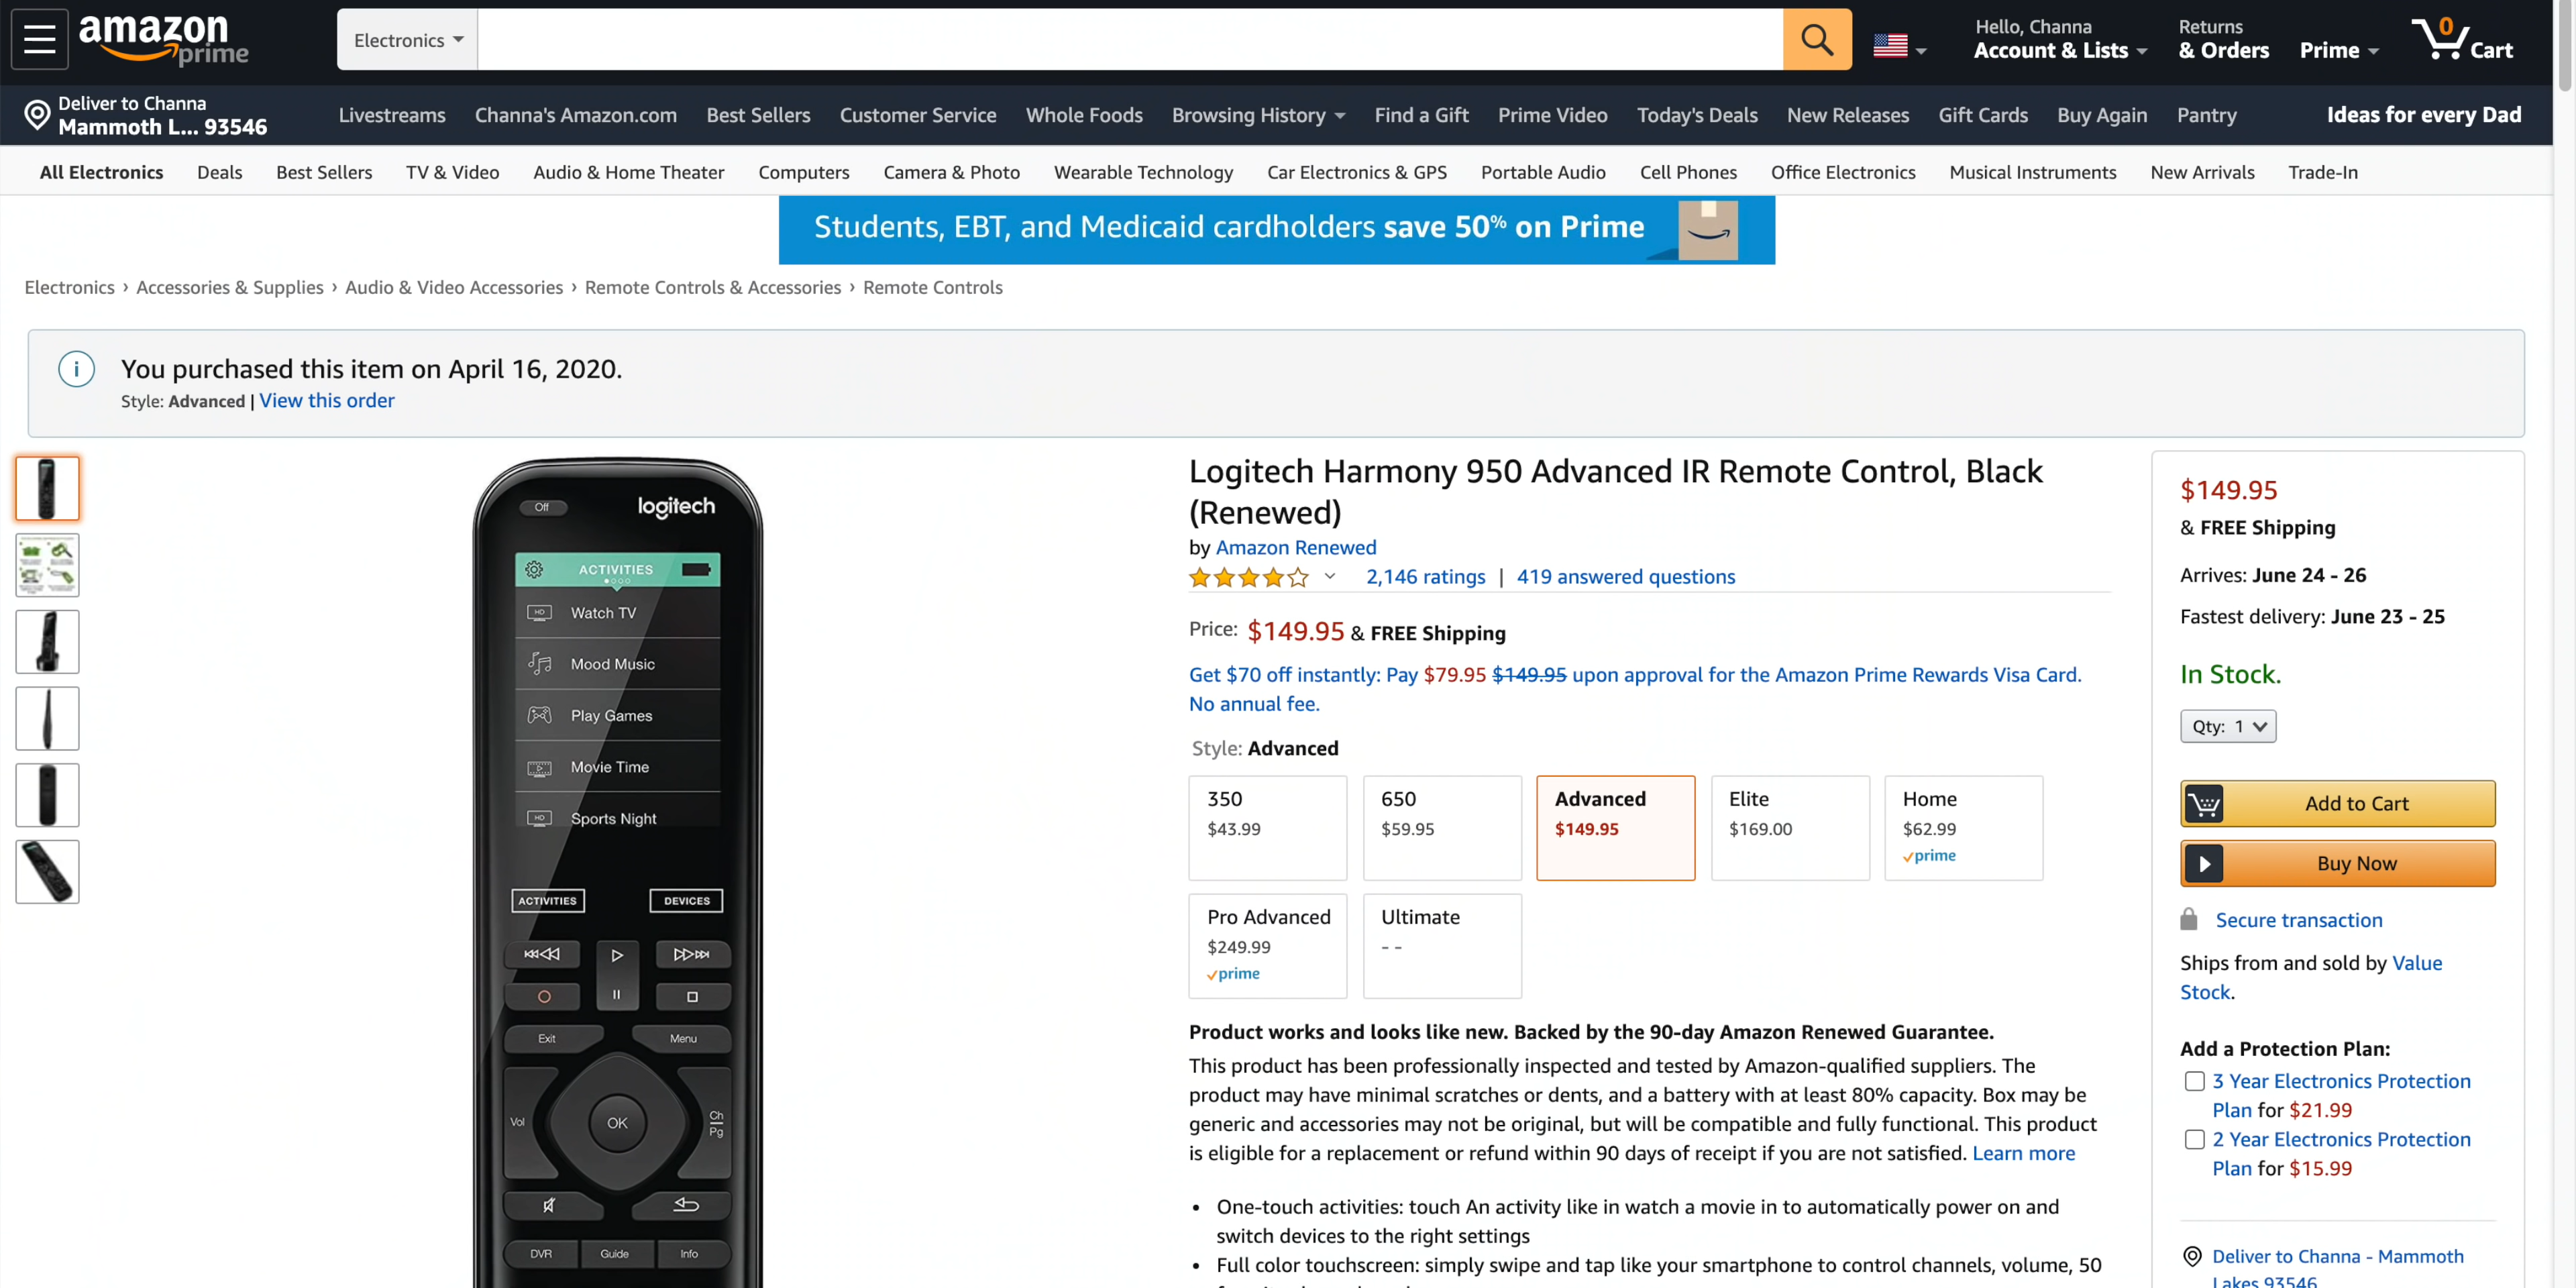 amazon
prime
Electronics
Hello, Channa
Account & Lists
Returns
& Orders
Prime
0
Cart
Deliver to Channa
Mammoth L... 93546
Livestreams
Channa's Amazon.com
Best Sellers
Customer Service
Whole Foods
Browsing History
Find a Gift
Prime Video
Today's Deals
New Releases
Gift Cards
Buy Again
Pantry
Ideas for every Dad
All Electronics
Deals
Best Sellers
TV & Video
Audio & Home Theater
Computers
Camera & Photo
Wearable Technology
Car Electronics & GPS
Portable Audio
Cell Phones
Office Electronics
Musical Instruments
New Arrivals
Trade-In
Students, EBT, and Medicaid cardholders save 50% on Prime
Electronics › Accessories & Supplies › Audio & Video Accessories › Remote Controls & Accessories › Remote Controls
You purchased this item on April 16, 2020.
Style: Advanced | View this order
Off
logitech
ACTIVITIES
HD Watch TV
Mood Music
Play Games
Movie Time
HD Sports Night
ACTIVITIES
DEVICES
Exit
Menu
Vol
OK
Ch
Pg
DVR
Guide
Info
Logitech Harmony 950 Advanced IR Remote Control, Black
(Renewed)
by Amazon Renewed
2,146 ratings | 419 answered questions
Price: $149.95 & FREE Shipping
Get $70 off instantly: Pay $79.95 $149.95 upon approval for the Amazon Prime Rewards Visa Card.
No annual fee.
Style: Advanced
350
$43.99
650
$59.95
Advanced
$149.95
Elite
$169.00
Home
$62.99
prime
Pro Advanced
$249.99
prime
Ultimate
- -
Product works and looks like new. Backed by the 90-day Amazon Renewed Guarantee.
This product has been professionally inspected and tested by Amazon-qualified suppliers. The
product may have minimal scratches or dents, and a battery with at least 80% capacity. Box may be
generic and accessories may not be original, but will be compatible and fully functional. This product
is eligible for a replacement or refund within 90 days of receipt if you are not satisfied. Learn more
• One-touch activities: touch An activity like in watch a movie in to automatically power on and
switch devices to the right settings
• Full color touchscreen: simply swipe and tap like your smartphone to control channels, volume, 50
$149.95
& FREE Shipping
Arrives: June 24 - 26
Fastest delivery: June 23 - 25
In Stock.
Qty: 1
Add to Cart
Buy Now
Secure transaction
Ships from and sold by Value
Stock.
Add a Protection Plan:
3 Year Electronics Protection
Plan for $21.99
2 Year Electronics Protection
Plan for $15.99
Deliver to Channa - Mammoth
Lakes 93546